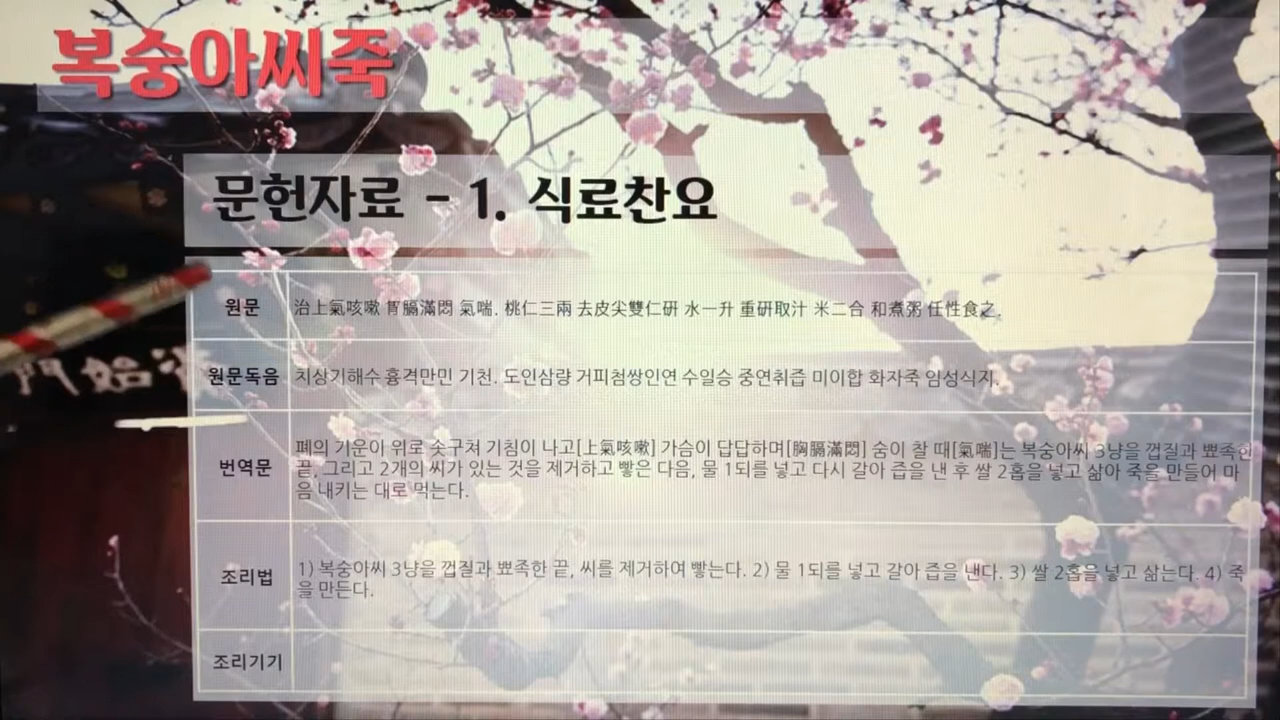 복숭아씨죽
문헌자료 - 1. 식료찬요
원문
治上氣咳嗽 胷膈滿悶 氣喘. 桃仁三兩 去皮尖雙仁硏 水一升 重硏取汁 米二合 和煮粥 任性食之.
원문독음
치상기해수 흉격만민 기천. 도인삼량 거피첨쌍인연 수일승 중연취즙 미이합 화자죽 임성식지.
번역문
폐의 기운이 위로 솟구쳐 기침이 나고[上氣咳嗽] 가슴이 답답하며[胸膈滿悶] 숨이 찰 때[氣喘]는 복숭아씨 3냥을 껍질과 뾰족한
끝, 그리고 2개의 씨가 있는 것을 제거하고 빻은 다음, 물 1되를 넣고 다시 갈아 즙을 낸 후 쌀 2홉을 넣고 삶아 죽을 만들어 마
음 내키는 대로 먹는다.
조리법
1) 복숭아씨 3냥을 껍질과 뾰족한 끝, 씨를 제거하여 빻는다. 2) 물 1되를 넣고 갈아 즙을 낸다. 3) 쌀 2홉을 넣고 삶는다. 4) 죽
을 만든다.
조리기기